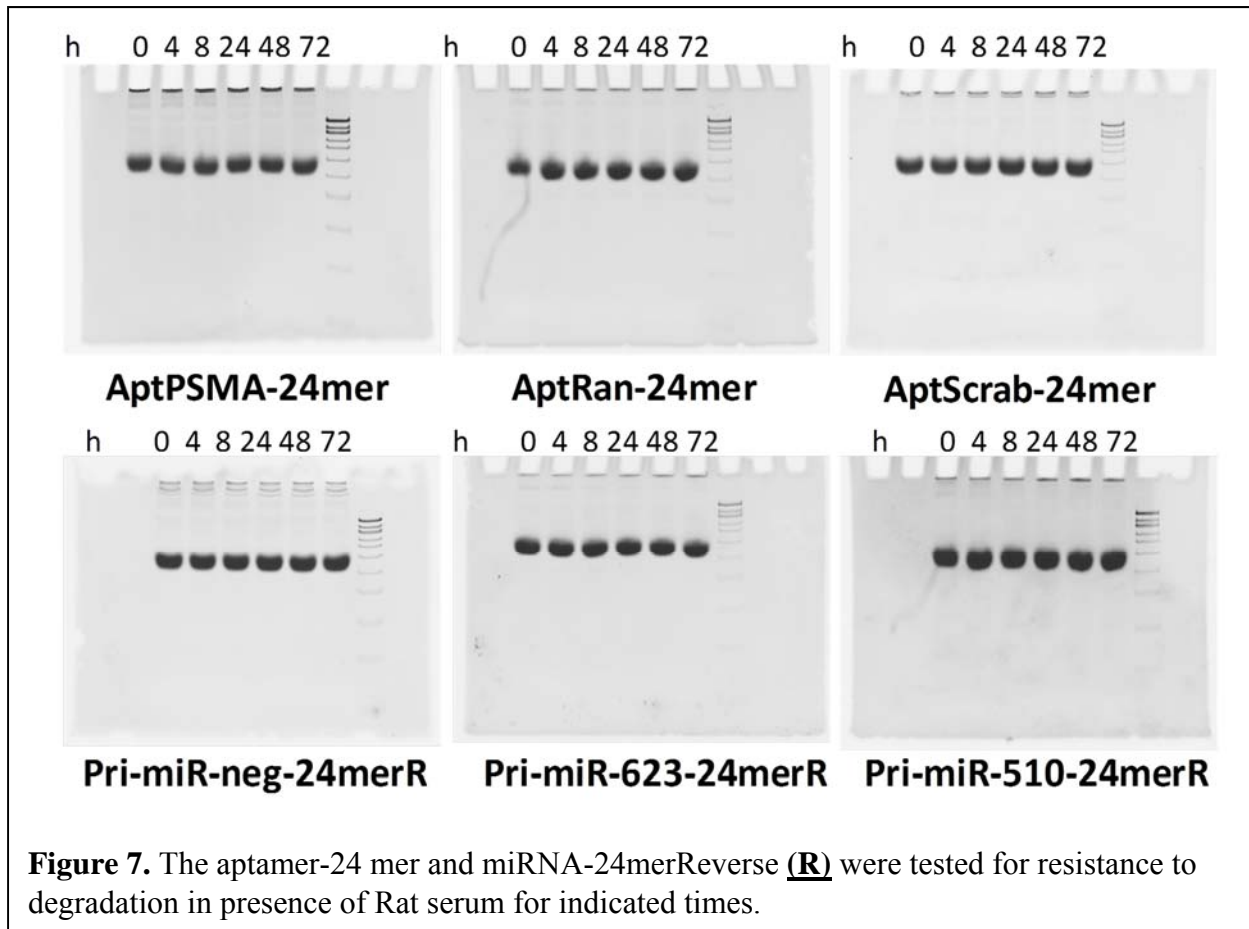 h 0 4 8 24 48 72 h 0 4 8 24 48 72 h 0 4 8 24 48 72
AptPSMA-24mer AptRan-24mer AptScrab-24mer
h 0 4 8 24 48 72 h 0 4 8 24 48 72 h 0 4 8 24 48 72
Pri-miR-neg-24merR Pri-miR-623-24merR Pri-miR-510-24merR
Figure 7. The aptamer-24 mer and miRNA-24merReverse (R) were tested for resistance to
degradation in presence of Rat serum for indicated times.